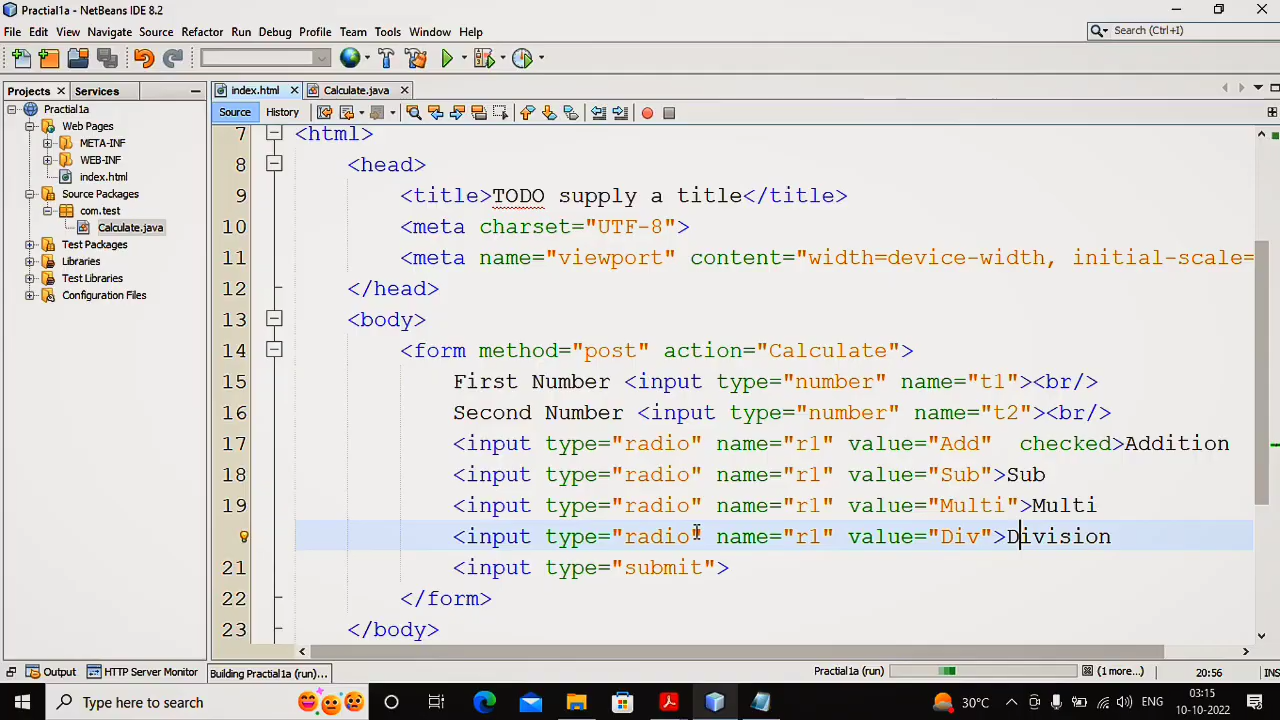 Practial1a - NetBeans IDE 8.2
File Edit View Navigate Source Refactor Run Debug Profile Team Tools Window Help
Search (Ctrl+I)
Projects Services
index.html Calculate.java
Source History
Practial1a
Web Pages
META-INF
WEB-INF
index.html
Source Packages
com.test
Calculate.java
Test Packages
Libraries
Test Libraries
Configuration Files
7 <html>
8 <head>
9 <title>TODO supply a title</title>
10 <meta charset="UTF-8">
11 <meta name="viewport" content="width=device-width, initial-scale=
12 </head>
13 <body>
14 <form method="post" action="Calculate">
15 First Number <input type="number" name="t1"><br/>
16 Second Number <input type="number" name="t2"><br/>
17 <input type="radio" name="r1" value="Add" checked>Addition
18 <input type="radio" name="r1" value="Sub">Sub
19 <input type="radio" name="r1" value="Multi">Multi
<input type="radio" name="r1" value="Div">Division
21 <input type="submit">
22 </form>
23 </body>
Output HTTP Server Monitor Building Practial1a (run)... Practial1a (run) (1 more...) 20:56 INS
Type here to search
30°C ENG 03:15
10-10-2022